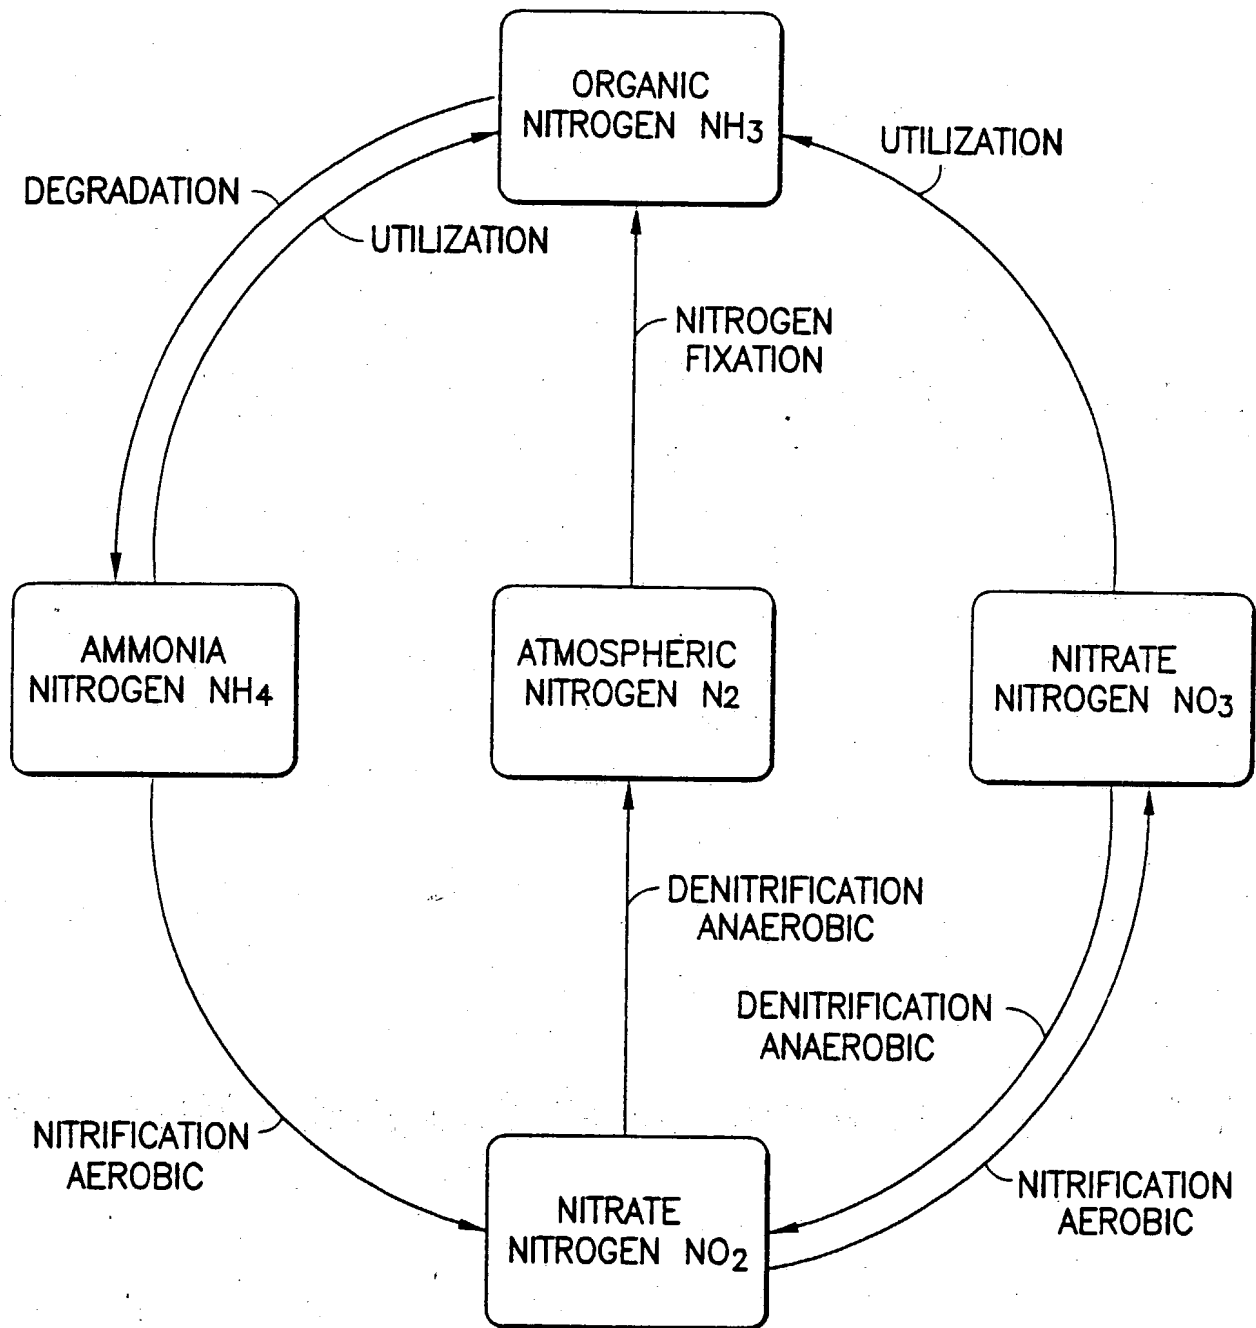 ORGANIC
NITROGEN NH3
UTILIZATION
DEGRADATION
UTILIZATION
NITROGEN
FIXATION
AMMONIA
NITROGEN NH4
ATMOSPHERIC
NITROGEN N2
NITRATE
NITROGEN NO3
DENITRIFICATION
ANAEROBIC
DENITRIFICATION
ANAEROBIC
NITRIFICATION
AEROBIC
NITRIFICATION
AEROBIC
NITRATE
NITROGEN NO2